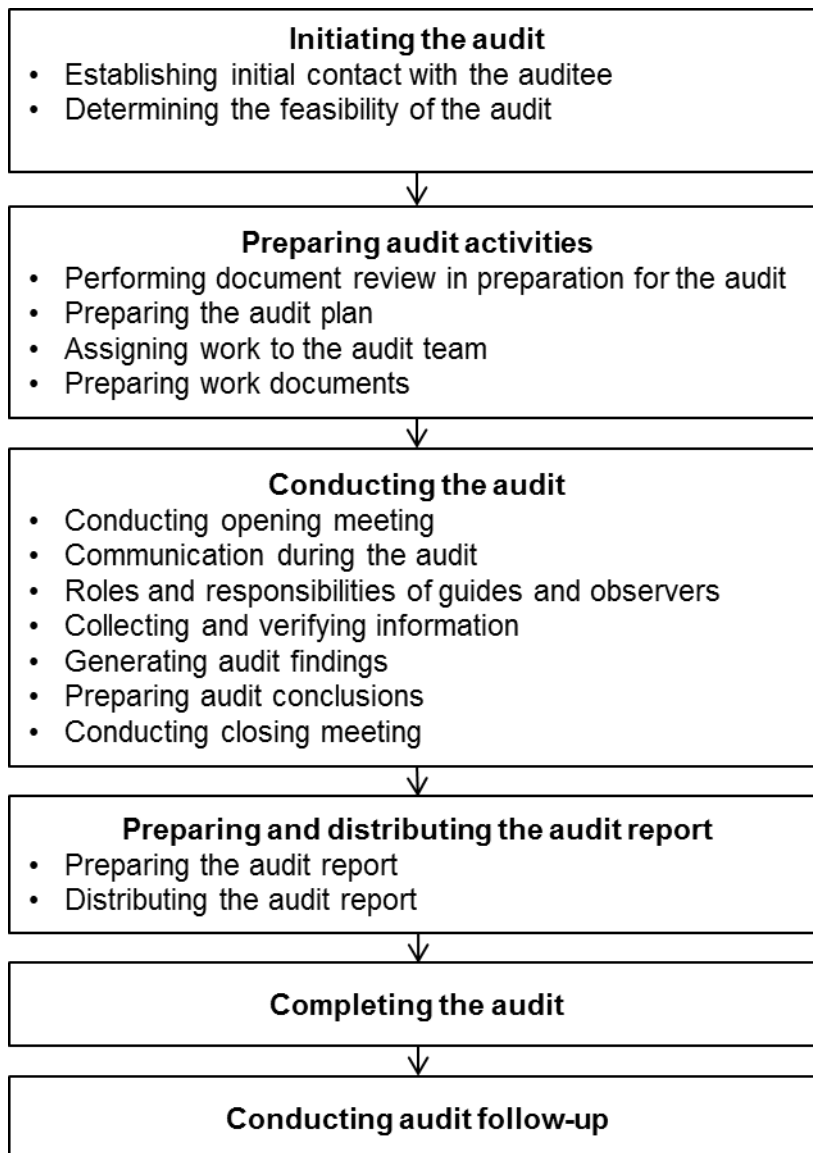 Initiating the audit
• Establishing initial contact with the auditee
• Determining the feasibility of the audit
Preparing audit activities
• Performing document review in preparation for the audit
• Preparing the audit plan
• Assigning work to the audit team
• Preparing work documents
Conducting the audit
• Conducting opening meeting
• Communication during the audit
• Roles and responsibilities of guides and observers
• Collecting and verifying information
• Generating audit findings
• Preparing audit conclusions
• Conducting closing meeting
Preparing and distributing the audit report
• Preparing the audit report
• Distributing the audit report
Completing the audit
Conducting audit follow-up